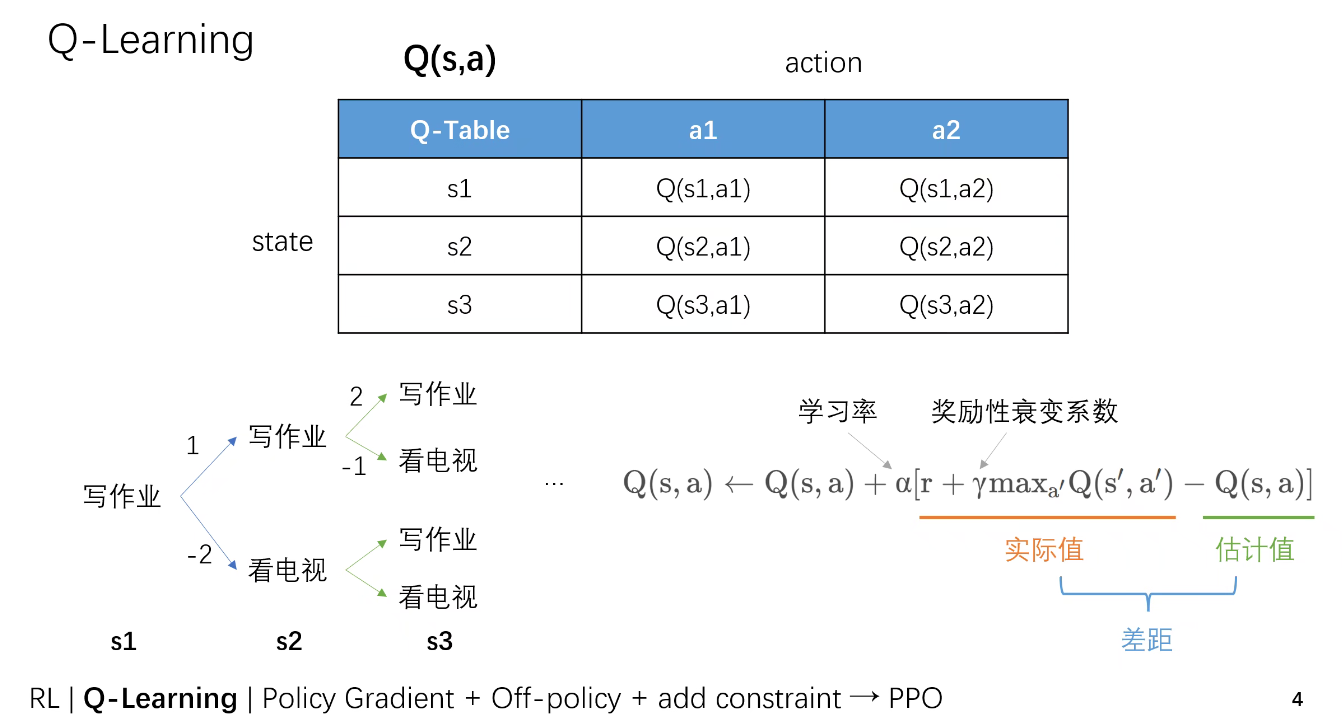 Q-Learning
Q(s,a)
action
Q-Table a1 a2
s1 Q(s1,a1) Q(s1,a2)
state
s2 Q(s2,a1) Q(s2,a2)
s3 Q(s3,a1) Q(s3,a2)
2 写作业
1 写作业
-1 看电视
写作业
...
-2 看电视
写作业
看电视
s1 s2 s3
学习率 奖励性衰变系数
Q(s, a) ← Q(s, a) + α[r + γmaxₐ′Q(s′, a′) − Q(s, a)]
实际值 估计值
差距
RL | Q-Learning | Policy Gradient + Off-policy + add constraint → PPO
4